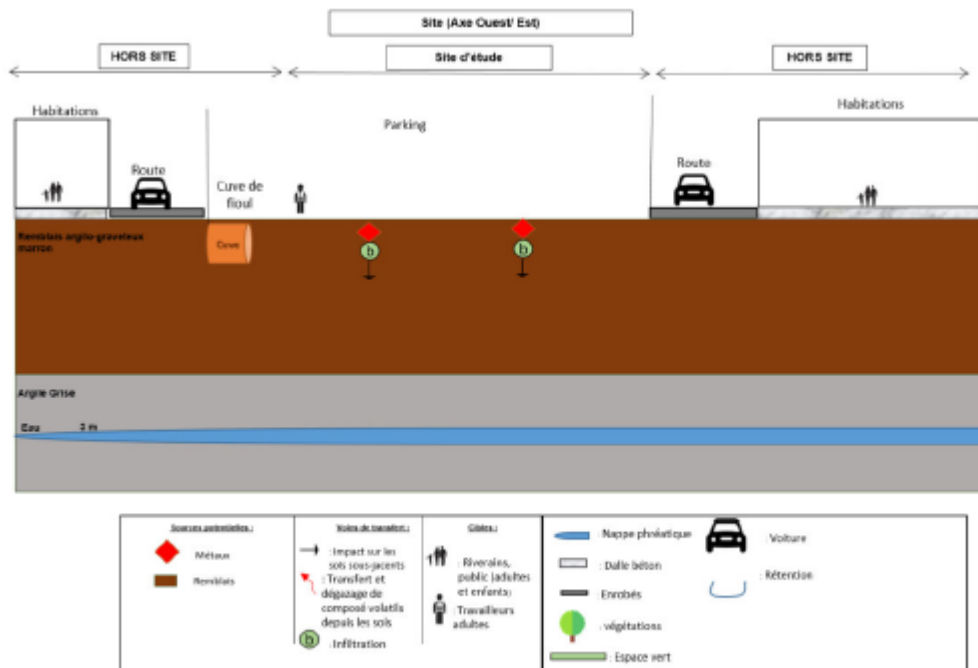 Site (Axe Ouest/ Est)
HORS SITE
Site d'étude
HORS SITE
Habitations
Parking
Habitations
Route
Route
Cuve de
fioul
Remblais argilo-graveleux
marron
Cuve
b
b
Argile Grise
Eau
3 m
Sources potentielles :
Métaux
Remblais
Voies de transfert :
: Impact sur les
sols sous-jacents
: Transfert et
dégazage de
composé volatils
depuis les sols
b
: Infiltration
Cibles :
: Riverains,
public (adultes
et enfants)
: Travailleurs
adultes
: Nappe phréatique
: Dalle béton
: Enrobés
: végétations
: Espace vert
: Voiture
: Rétention